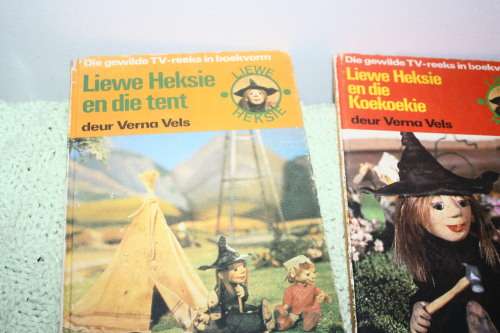 Die gewilde TV-reeks in boekvorm
Liewe Heksie
en die tent
deur Verna Vels
LIEWE
HEKSIE
Die gewilde TV-reeks in boekvorm
Liewe Heksie
en die
Koekoekie
deur Verna Vels